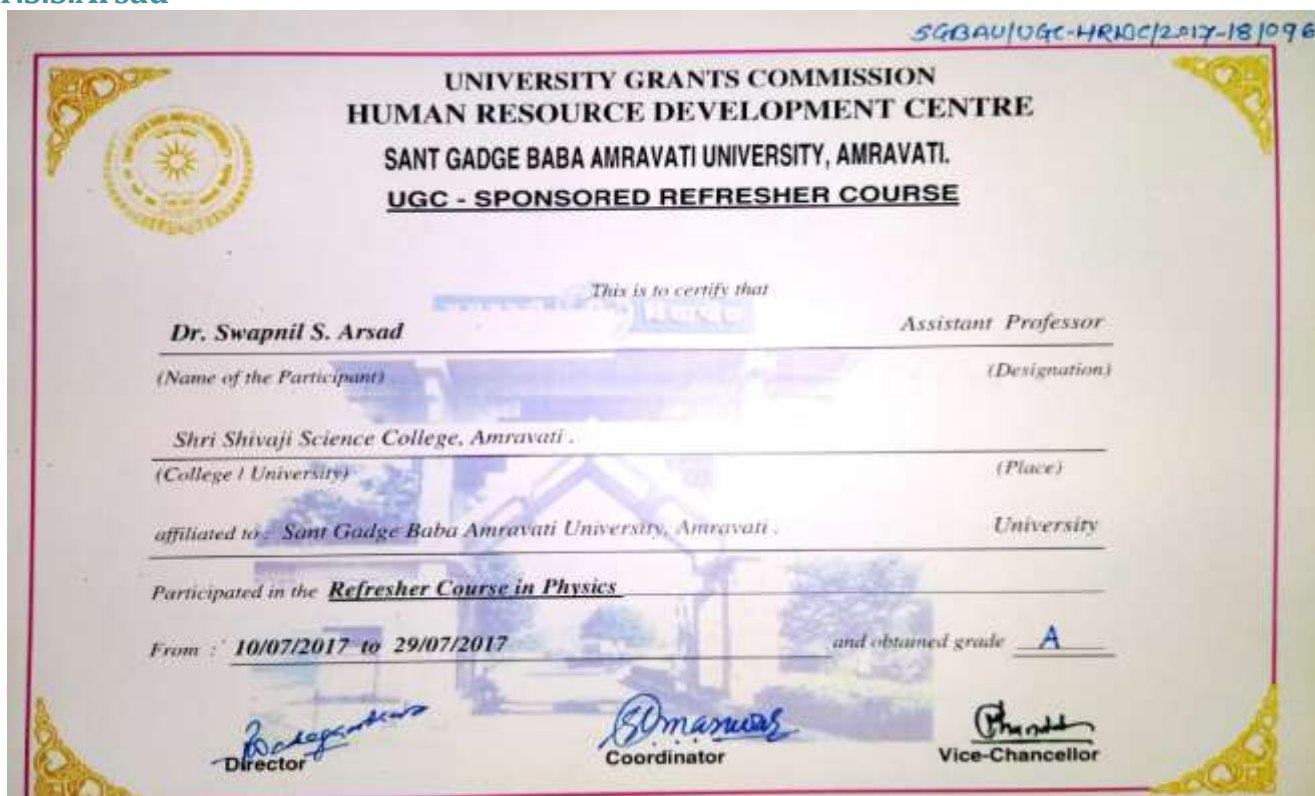 r.S.S.Arsad
SGBAU/UGC-HRDC/2017-18/096
UNIVERSITY GRANTS COMMISSION
HUMAN RESOURCE DEVELOPMENT CENTRE
SANT GADGE BABA AMRAVATI UNIVERSITY, AMRAVATI.
UGC - SPONSORED REFRESHER COURSE
This is to certify that
Dr. Swapnil S. Arsad Assistant Professor
(Name of the Participant) (Designation)
Shri Shivaji Science College, Amravati .
(College / University) (Place)
affiliated to : Sant Gadge Baba Amravati University, Amravati . University
Participated in the Refresher Course in Physics
From : 10/07/2017 to 29/07/2017 and obtained grade A
Director Coordinator Vice-Chancellor